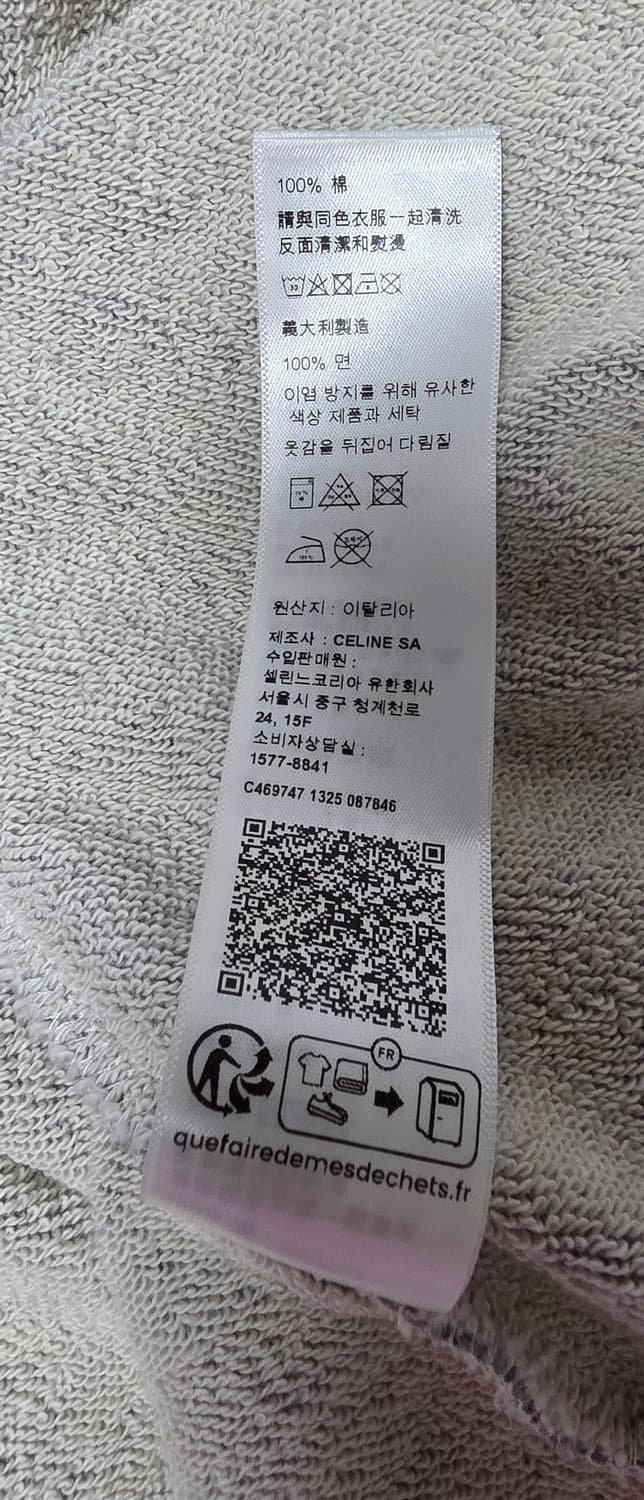 100% 棉
請與同色衣服一起清洗
反面清潔和熨燙
30
義大利製造
100% 면
이염 방지를 위해 유사한
색상 제품과 세탁
옷감을 뒤집어 다림질
원산지 : 이탈리아
제조사 : CELINE SA
수입판매원 :
셀린느코리아 유한회사
서울시 중구 청계천로
24, 15F
소비자상담실 :
1577-8841
C469747 1325 087846
FR
quefairedemesdechets.fr